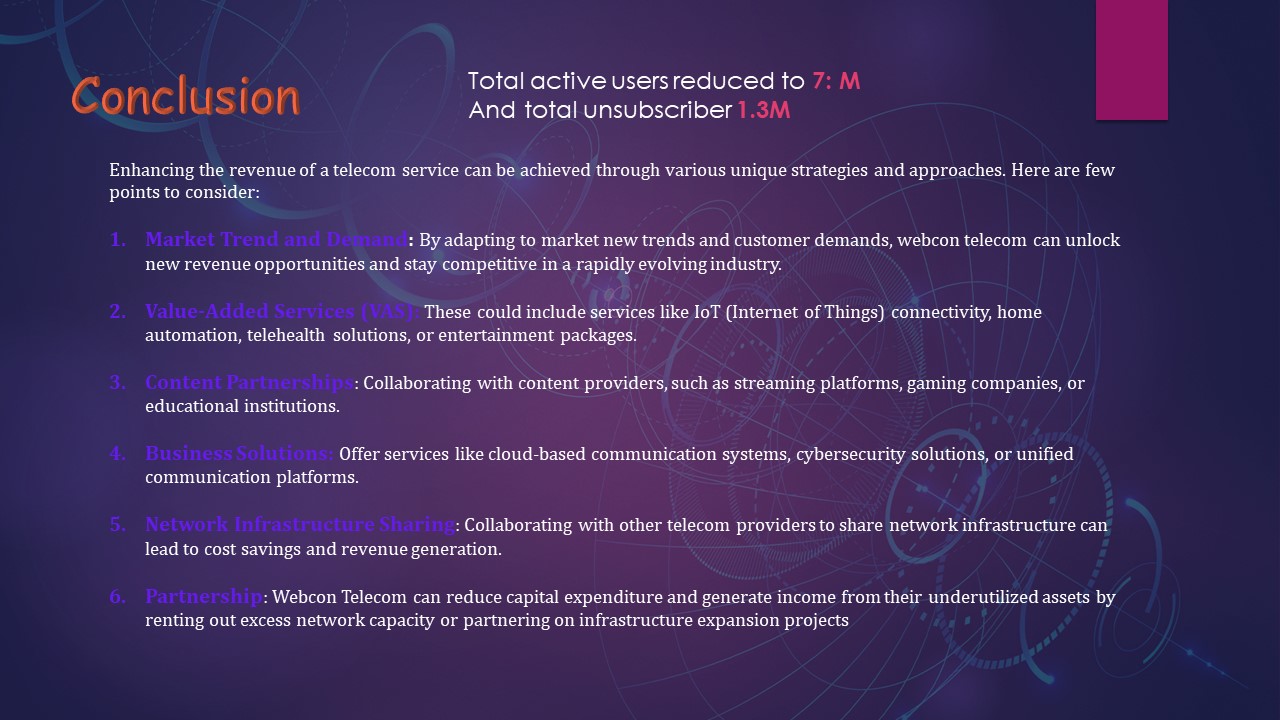 Conclusion
Total active users reduced to 7: M
And total unsubscriber 1.3M
Enhancing the revenue of a telecom service can be achieved through various unique strategies and approaches. Here are few
points to consider:
1. Market Trend and Demand: By adapting to market new trends and customer demands, webcon telecom can unlock
new revenue opportunities and stay competitive in a rapidly evolving industry.
2. Value-Added Services (VAS): These could include services like IoT (Internet of Things) connectivity, home
automation, telehealth solutions, or entertainment packages.
3. Content Partnerships: Collaborating with content providers, such as streaming platforms, gaming companies, or
educational institutions.
4. Business Solutions: Offer services like cloud-based communication systems, cybersecurity solutions, or unified
communication platforms.
5. Network Infrastructure Sharing: Collaborating with other telecom providers to share network infrastructure can
lead to cost savings and revenue generation.
6. Partnership: Webcon Telecom can reduce capital expenditure and generate income from their underutilized assets by
renting out excess network capacity or partnering on infrastructure expansion projects